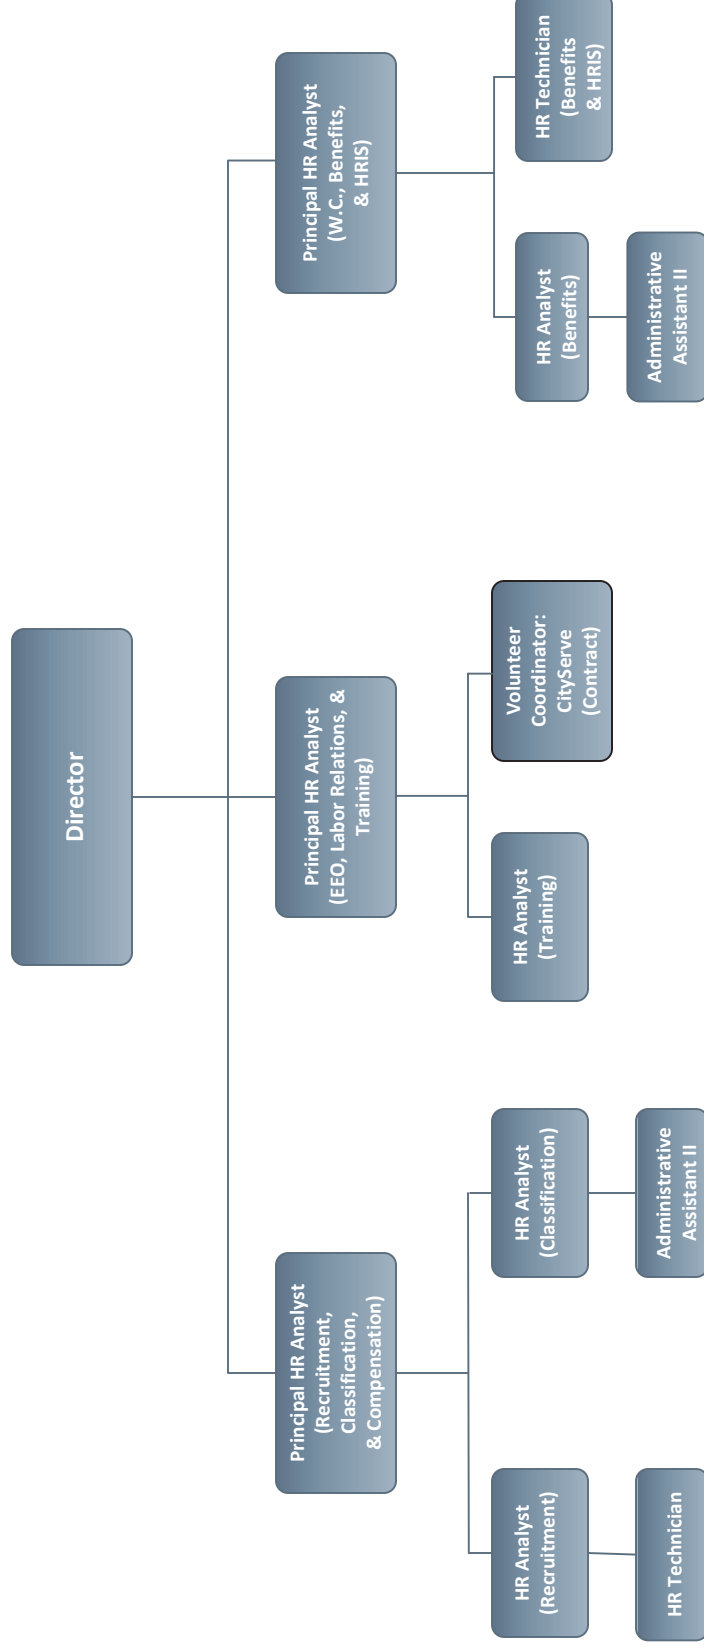 Director
Principal HR Analyst
(Recruitment,
Classification,
& Compensation)
Principal HR Analyst
(EEO, Labor Relations, &
Training)
Principal HR Analyst
(W.C., Benefits,
& HRIS)
HR Analyst
(Recruitment)
HR Analyst
(Classification)
HR Analyst
(Training)
Volunteer
Coordinator:
CityServe
(Contract)
HR Analyst
(Benefits)
HR Technician
(Benefits
& HRIS)
HR Technician
Administrative
Assistant II
Administrative
Assistant II